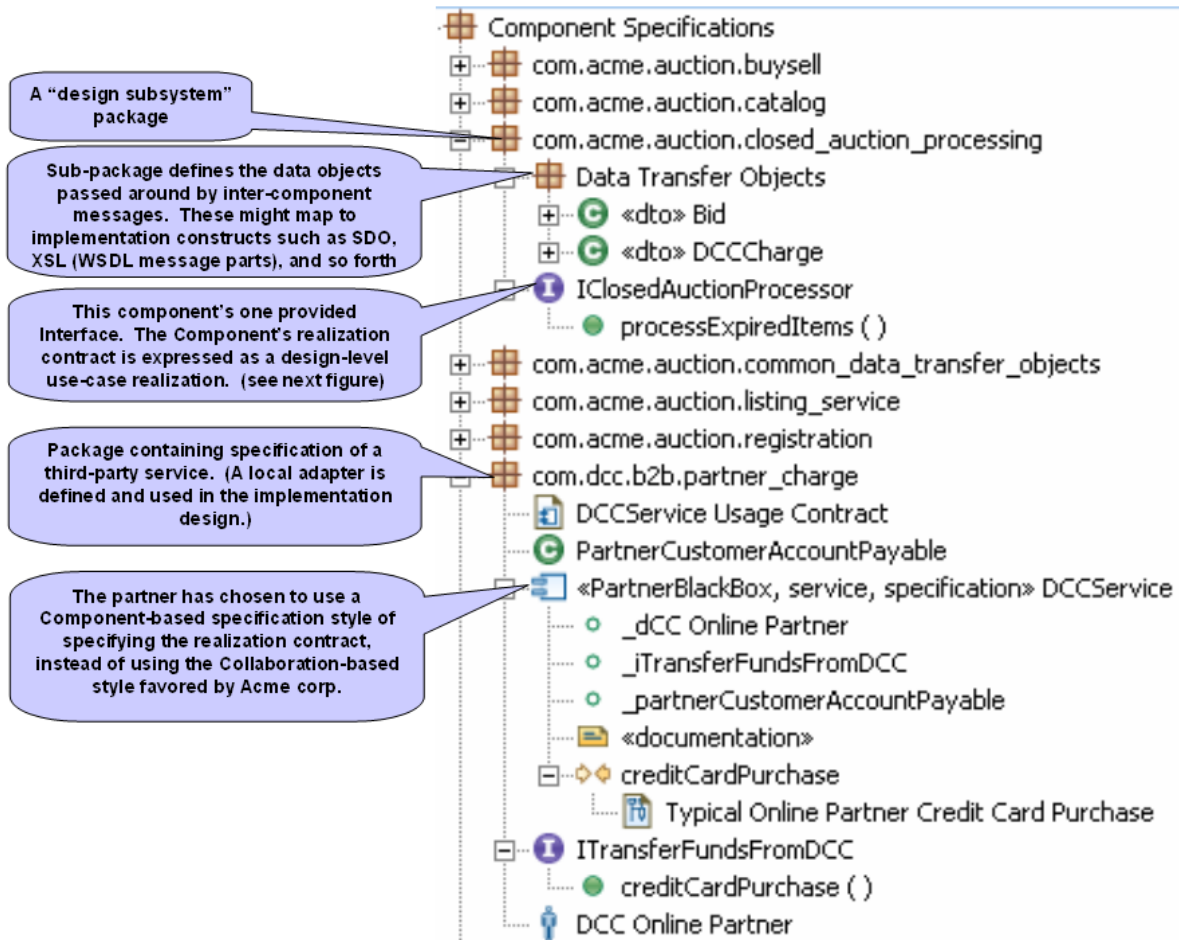 Component Specifications
com.acme.auction.buysell
com.acme.auction.catalog
com.acme.auction.closed_auction_processing
Data Transfer Objects
«dto» Bid
«dto» DCCCharge
IClosedAuctionProcessor
processExpiredItems ( )
com.acme.auction.common_data_transfer_objects
com.acme.auction.listing_service
com.acme.auction.registration
com.dcc.b2b.partner_charge
DCCService Usage Contract
PartnerCustomerAccountPayable
«PartnerBlackBox, service, specification» DCCService
_dCC Online Partner
_iTransferFundsFromDCC
_partnerCustomerAccountPayable
«documentation»
creditCardPurchase
Typical Online Partner Credit Card Purchase
ITransferFundsFromDCC
creditCardPurchase ( )
DCC Online Partner
A “design subsystem”
package
Sub-package defines the data objects
passed around by inter-component
messages. These might map to
implementation constructs such as SDO,
XSL (WSDL message parts), and so forth
This component’s one provided
Interface. The Component’s realization
contract is expressed as a design-level
use-case realization. (see next figure)
Package containing specification of a
third-party service. (A local adapter is
defined and used in the implementation
design.)
The partner has chosen to use a
Component-based specification style of
specifying the realization contract,
instead of using the Collaboration-based
style favored by Acme corp.